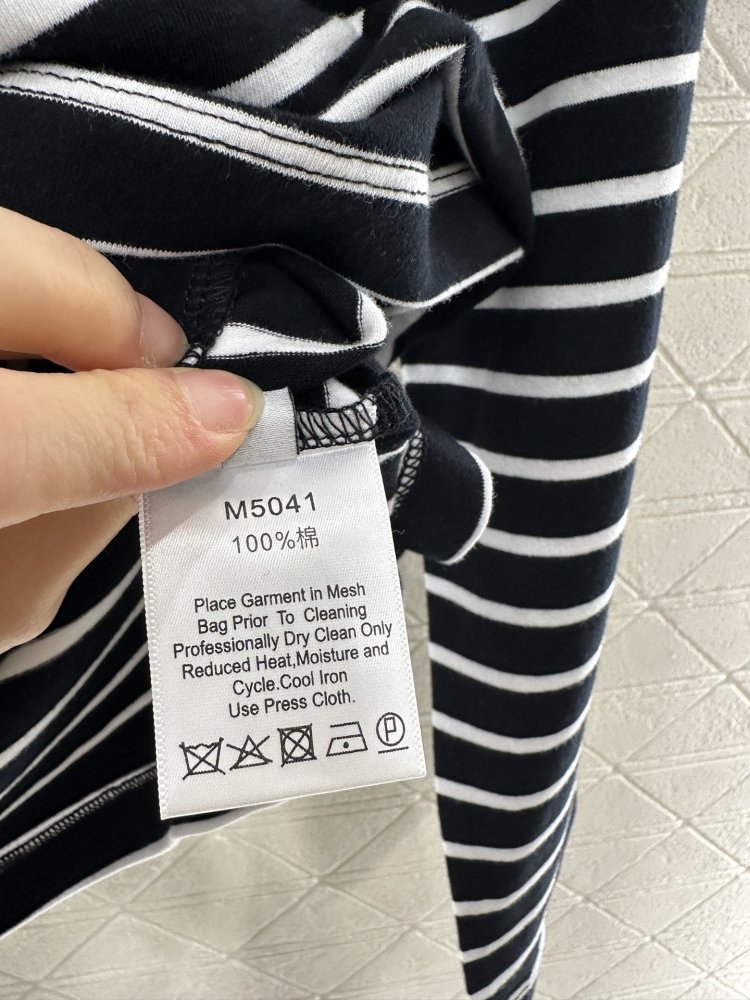 M5041
100%棉
Place Garment in Mesh
Bag Prior To Cleaning
Professionally Dry Clean Only
Reduced Heat,Moisture and
Cycle.Cool Iron
Use Press Cloth.
P